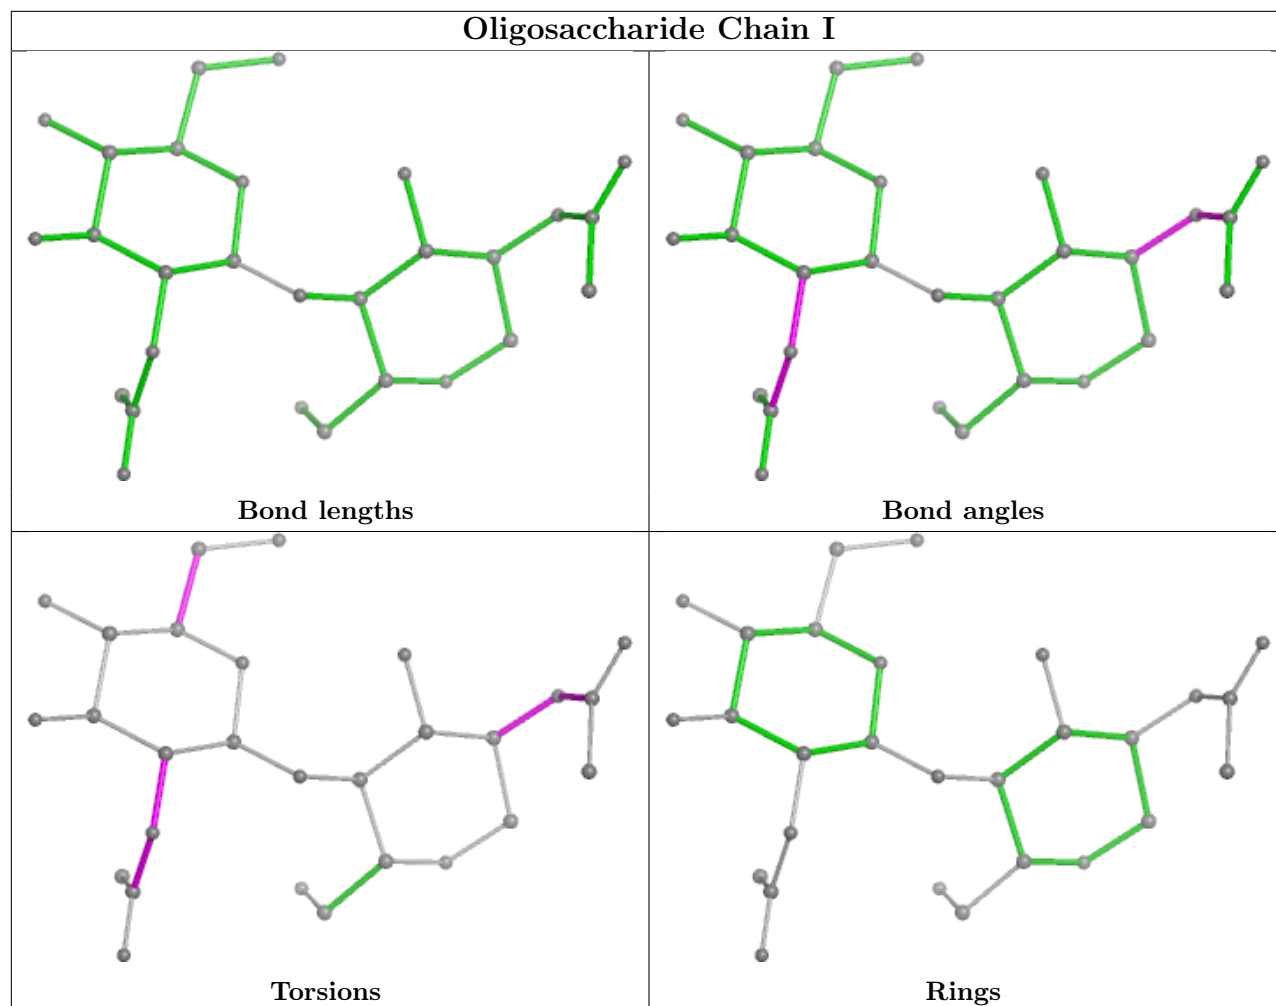 Oligosaccharide Chain I
Bond lengths
Bond angles
Torsions
Rings